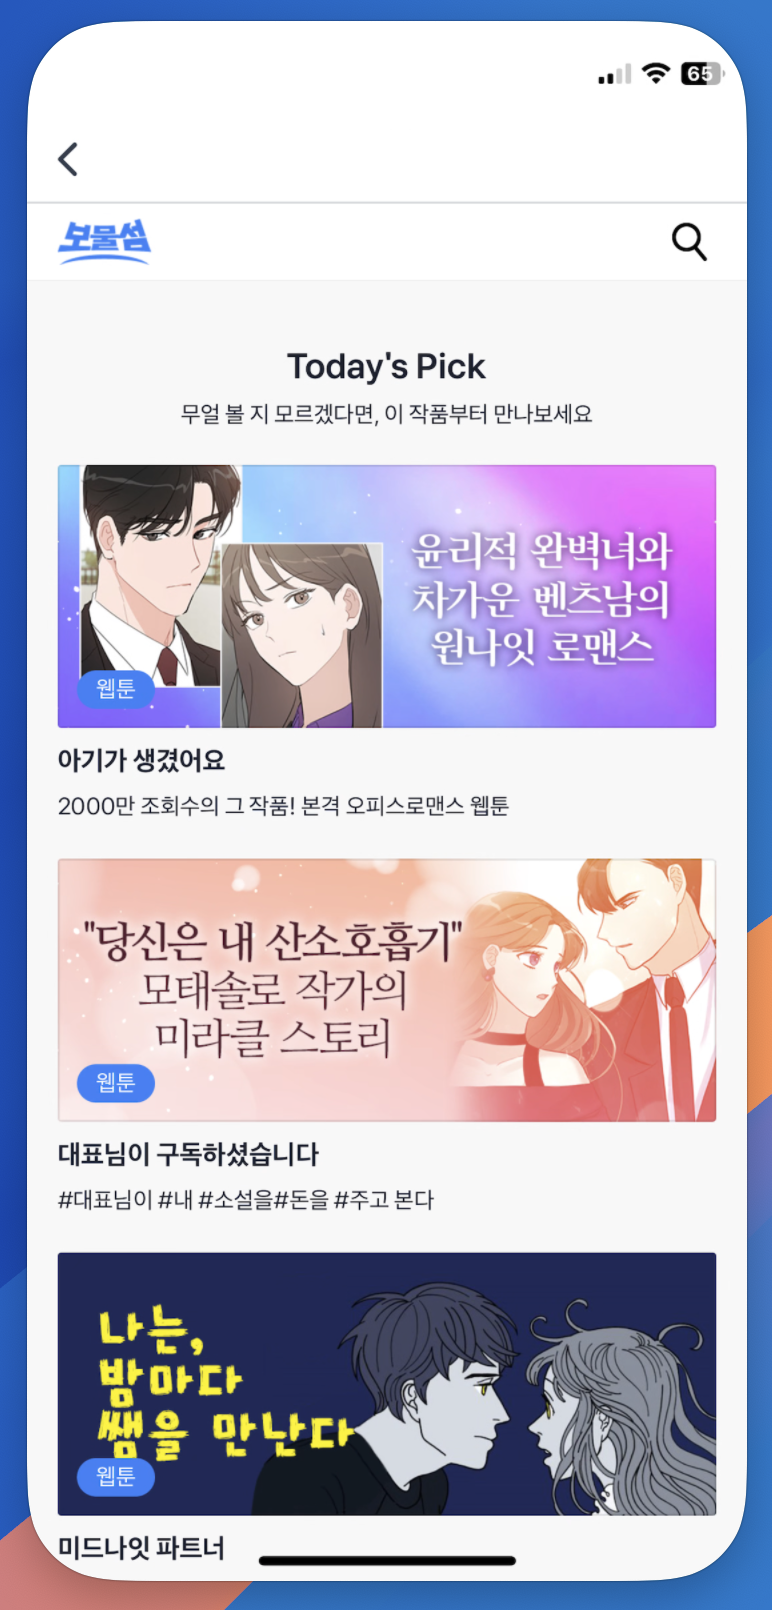 65
보물섬
Today's Pick
무얼 볼 지 모르겠다면, 이 작품부터 만나보세요
윤리적 완벽녀와
차가운 벤츠남의
원나잇 로맨스
웹툰
아기가 생겼어요
2000만 조회수의 그 작품! 본격 오피스로맨스 웹툰
"당신은 내 산소호흡기"
모태솔로 작가의
미라클 스토리
웹툰
대표님이 구독하셨습니다
#대표님이 #내 #소설을#돈을 #주고 본다
나는,
밤마다
쌤을 만난다
웹툰
미드나잇 파트너